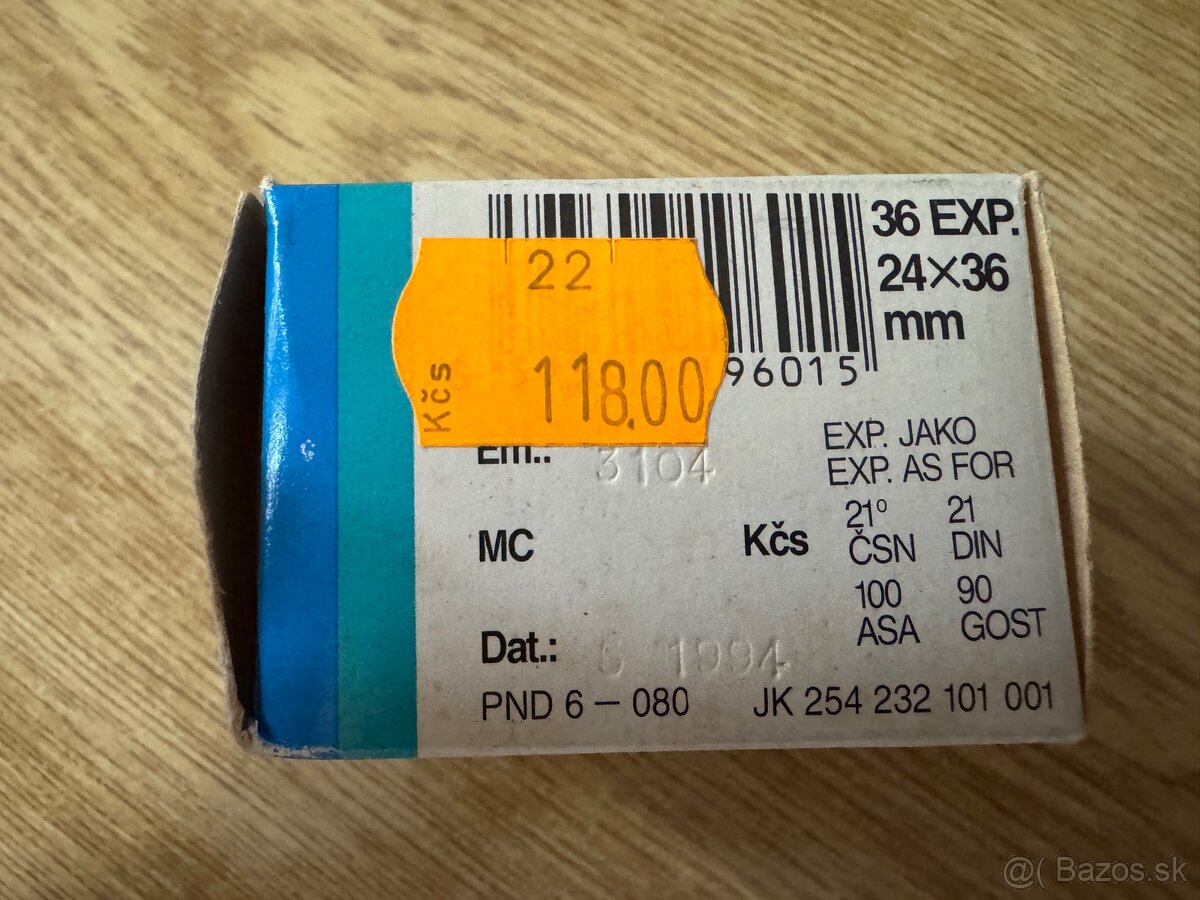 36 EXP.
24×36
mm
22
Kčs 118.00
96015
Em.: 3104
EXP. JAKO
EXP. AS FOR
21° 21
ČSN DIN
MC Kčs
100 90
ASA GOST
Dat.: 6 1994
PND 6 – 080 JK 254 232 101 001
@( Bazos.sk